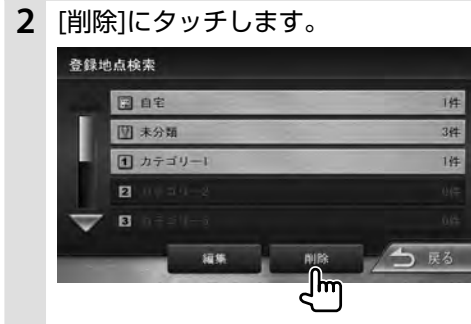 2 [削除]にタッチします。
登録地点検索
自宅 1件
未分類 3件
1 カテゴリー1 1件
2 カテゴリー2 0件
3 カテゴリー3 0件
編集 削除 戻る